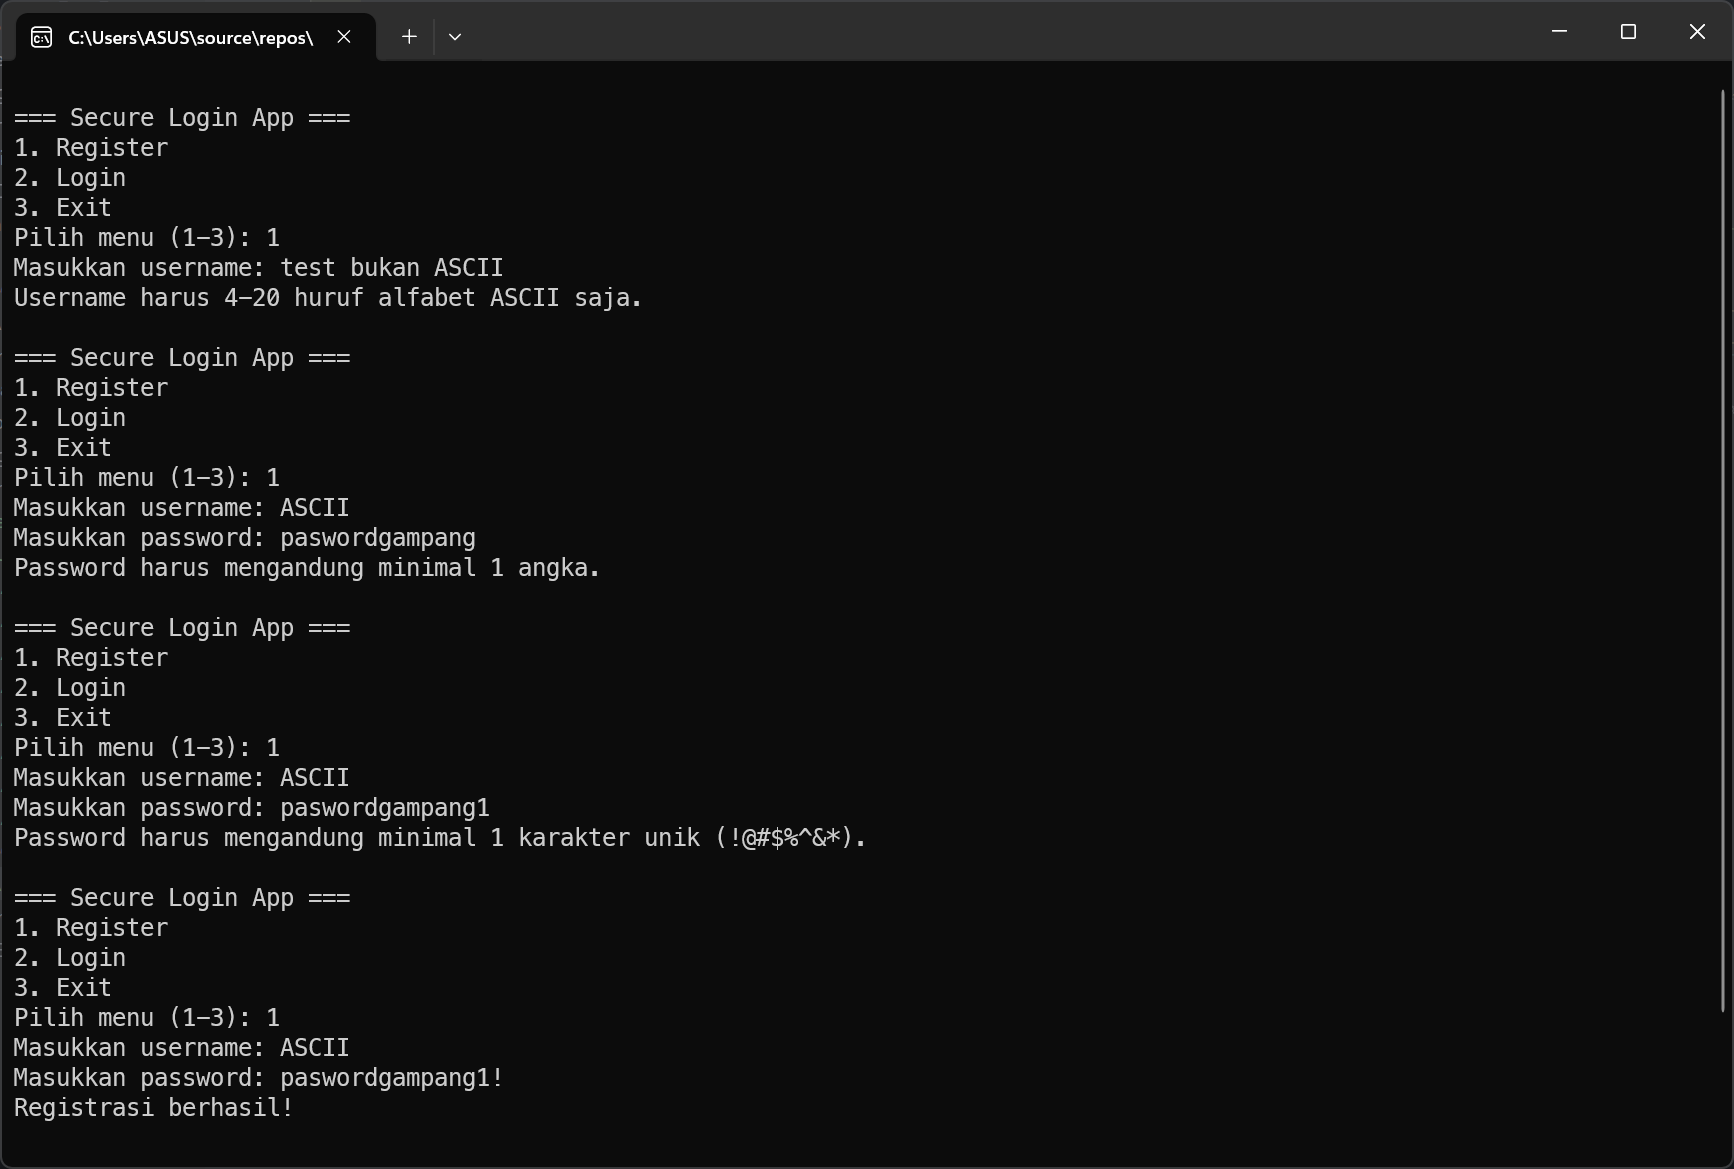 C:\Users\ASUS\source\repos\
=== Secure Login App ===
1. Register
2. Login
3. Exit
Pilih menu (1-3): 1
Masukkan username: test bukan ASCII
Username harus 4-20 huruf alfabet ASCII saja.
=== Secure Login App ===
1. Register
2. Login
3. Exit
Pilih menu (1-3): 1
Masukkan username: ASCII
Masukkan password: paswordgampang
Password harus mengandung minimal 1 angka.
=== Secure Login App ===
1. Register
2. Login
3. Exit
Pilih menu (1-3): 1
Masukkan username: ASCII
Masukkan password: paswordgampang1
Password harus mengandung minimal 1 karakter unik (!@#$%^&*).
=== Secure Login App ===
1. Register
2. Login
3. Exit
Pilih menu (1-3): 1
Masukkan username: ASCII
Masukkan password: paswordgampang1!
Registrasi berhasil!